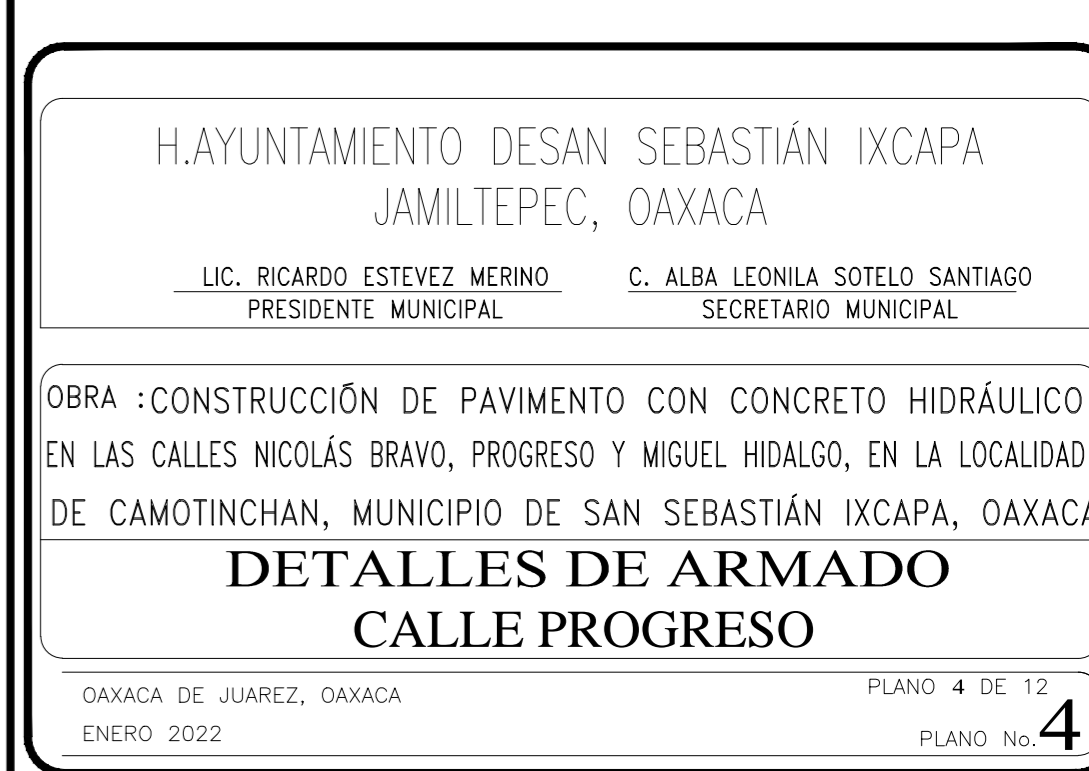 H.AYUNTAMIENTO DESAN SEBASTIÁN IXCAPA
JAMILTEPEC, OAXACA
LIC. RICARDO ESTEVEZ MERINO
PRESIDENTE MUNICIPAL
C. ALBA LEONILA SOTELO SANTIAGO
SECRETARIO MUNICIPAL
OBRA :CONSTRUCCIÓN DE PAVIMENTO CON CONCRETO HIDRÁULICO
EN LAS CALLES NICOLÁS BRAVO, PROGRESO Y MIGUEL HIDALGO, EN LA LOCALIDAD
DE CAMOTINCHAN, MUNICIPIO DE SAN SEBASTIÁN IXCAPA, OAXACA
DETALLES DE ARMADO
CALLE PROGRESO
OAXACA DE JUAREZ, OAXACA
ENERO 2022
PLANO 4 DE 12
PLANO No.4